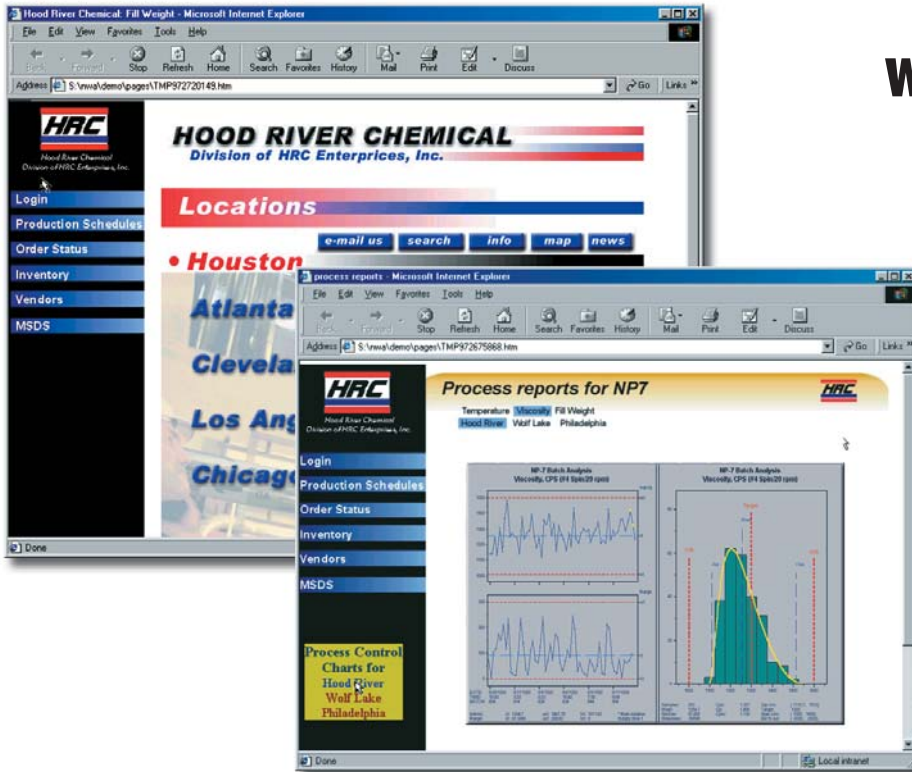 Hood River Chemical: Fill Weight - Microsoft Internet Explorer
File Edit View Favorites Tools Help
Back Forward Stop Refresh Home Search Favorites History Mail Print Edit Discuss
Address S:\nwa\demo\pages\TMP972720149.htm Go Links »
W
HRC
Hood River Chemical
Division of HRC Enterprises, Inc.
HOOD RIVER CHEMICAL
Division of HRC Enterprices, Inc.
Login
Production Schedules
Order Status
Inventory
Vendors
MSDS
Locations
e-mail us search info map news
• Houston
Atlanta
Clevela
Los Ang
Chicag
Done
process reports - Microsoft Internet Explorer
File Edit View Favorites Tools Help
Back Forward Stop Refresh Home Search Favorites History Mail Print Edit Discuss
Address S:\nwa\demo\pages\TMP972675868.htm Go Links »
HRC
Hood River Chemical
Division of HRC Enterprises, Inc.
Process reports for NP7
HRC
Temperature Viscosity Fill Weight
Hood River Wolf Lake Philadelphia
Login
Production Schedules
Order Status
Inventory
Vendors
MSDS
NP-7 Batch Analysis
Viscosity, CPS (#4 Spin/20 rpm)
NP-7 Batch Analysis
Viscosity, CPS (#4 Spin/20 rpm)
Target
Process Control
Charts for
Hood River
Wolf Lake
Philadelphia
Done
Local intranet